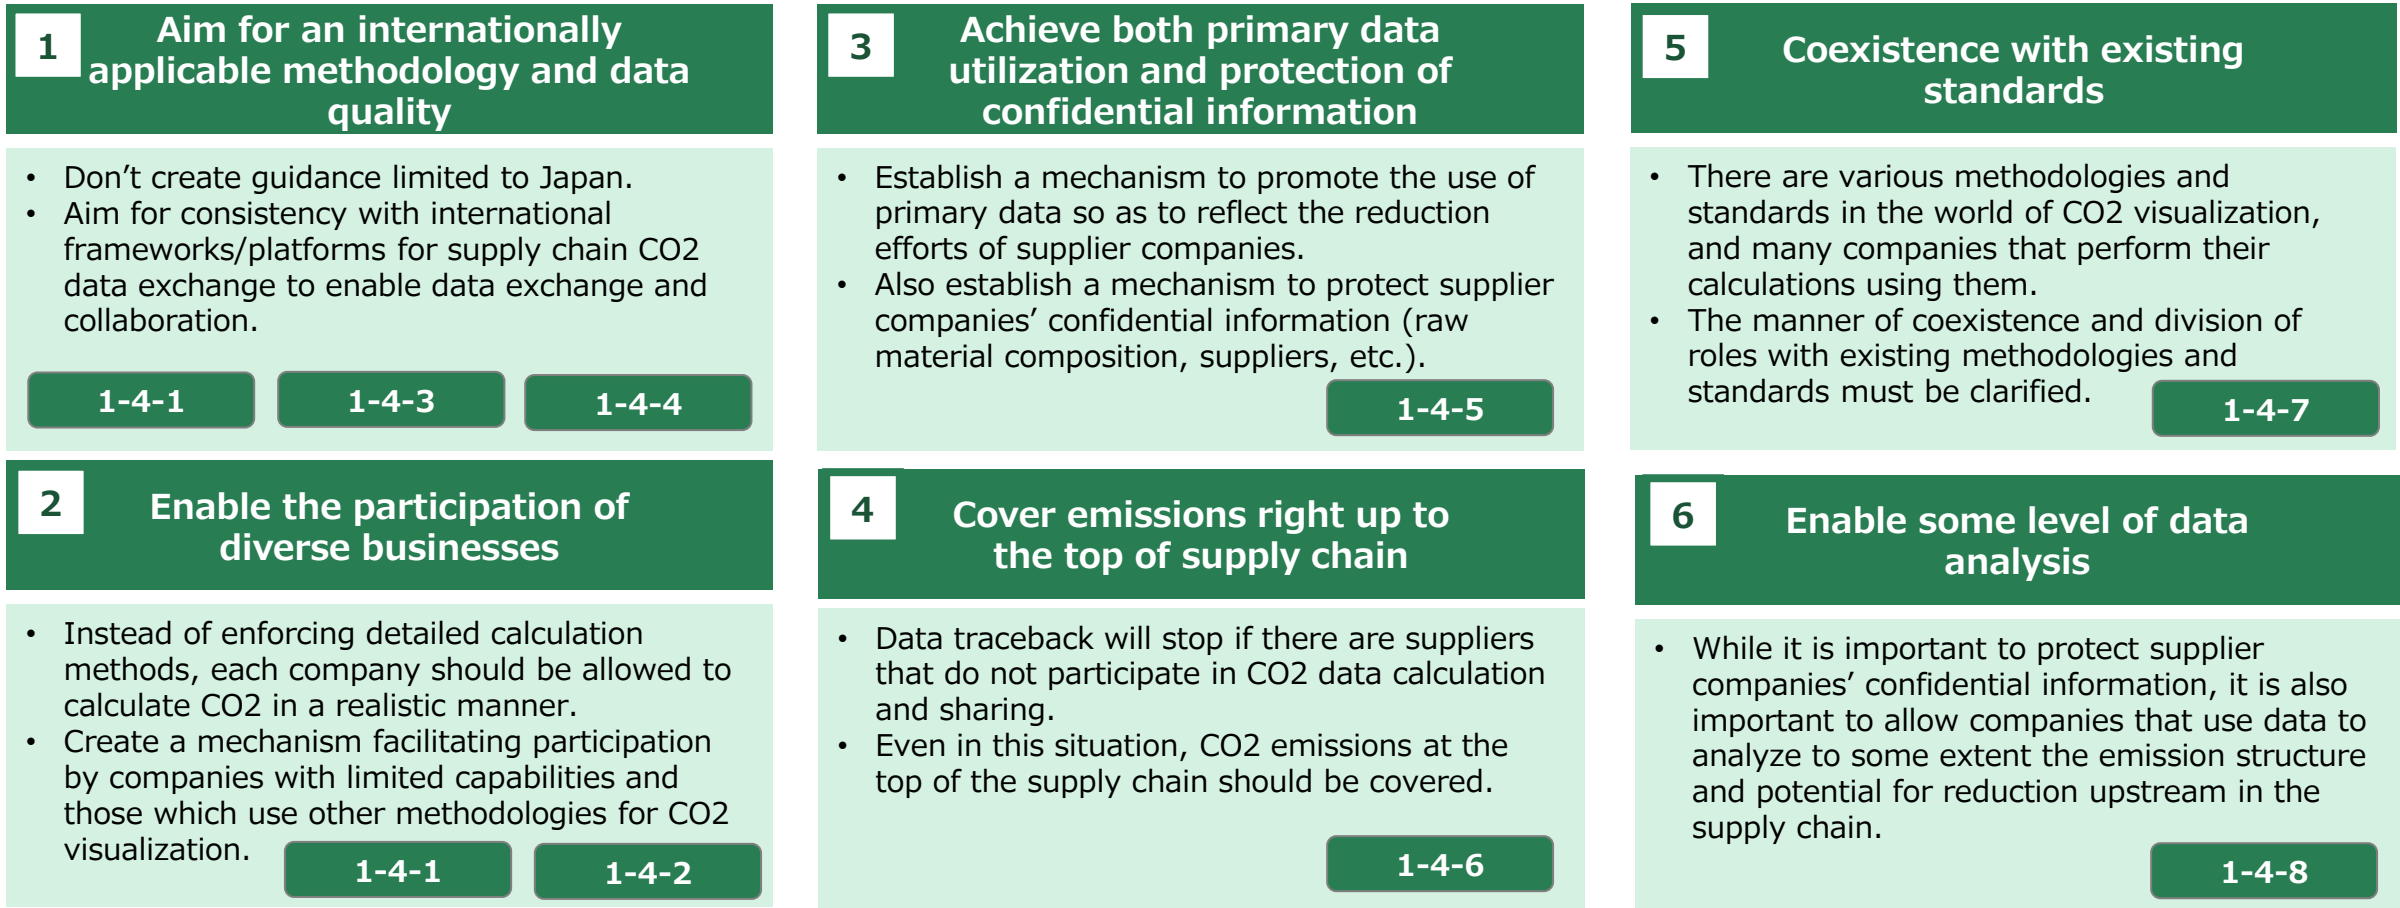 1
Aim for an internationally
applicable methodology and data
quality
• Don’t create guidance limited to Japan.
• Aim for consistency with international
frameworks/platforms for supply chain CO2
data exchange to enable data exchange and
collaboration.
1-4-1
1-4-3
1-4-4
2
Enable the participation of
diverse businesses
• Instead of enforcing detailed calculation
methods, each company should be allowed to
calculate CO2 in a realistic manner.
• Create a mechanism facilitating participation
by companies with limited capabilities and
those which use other methodologies for CO2
visualization.
1-4-1
1-4-2
3
Achieve both primary data
utilization and protection of
confidential information
• Establish a mechanism to promote the use of
primary data so as to reflect the reduction
efforts of supplier companies.
• Also establish a mechanism to protect supplier
companies’ confidential information (raw
material composition, suppliers, etc.).
1-4-5
4
Cover emissions right up to
the top of supply chain
• Data traceback will stop if there are suppliers
that do not participate in CO2 data calculation
and sharing.
• Even in this situation, CO2 emissions at the
top of the supply chain should be covered.
1-4-6
5
Coexistence with existing
standards
• There are various methodologies and
standards in the world of CO2 visualization,
and many companies that perform their
calculations using them.
• The manner of coexistence and division of
roles with existing methodologies and
standards must be clarified.
1-4-7
6
Enable some level of data
analysis
• While it is important to protect supplier
companies’ confidential information, it is also
important to allow companies that use data to
analyze to some extent the emission structure
and potential for reduction upstream in the
supply chain.
1-4-8